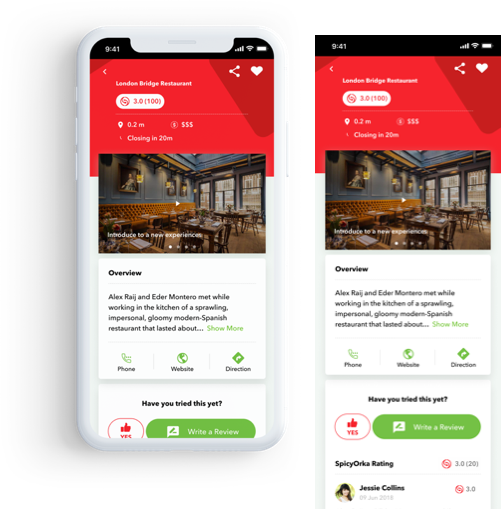 9:41
London Bridge Restaurant
3.0 (100)
0.2 m
$ $$$
Closing in 20m
Introduce to a new experiences
Overview
Alex Raij and Eder Montero met while
working in the kitchen of a sprawling,
impersonal, gloomy modern-Spanish
restaurant that lasted about... Show More
Phone
Website
Direction
Have you tried this yet?
YES
Write a Review
9:41
London Bridge Restaurant
3.0 (100)
0.2 m
$ $$$
Closing in 20m
Introduce to a new experiences
Overview
Alex Raij and Eder Montero met while
working in the kitchen of a sprawling,
impersonal, gloomy modern-Spanish
restaurant that lasted about... Show More
Phone
Website
Direction
Have you tried this yet?
YES
Write a Review
SpicyOrka Rating
3.0 (20)
Jessie Collins
3.0
09 Jun 2018